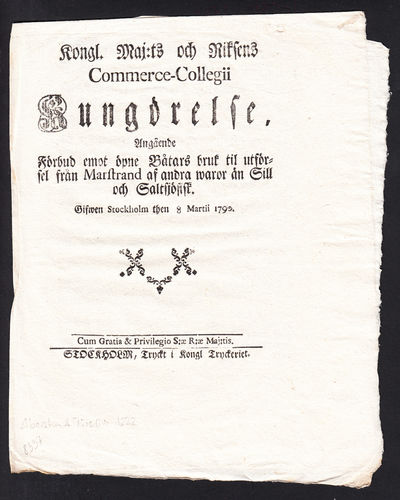 Kongl. Maj:ts och Riksens
Commerce-Collegii
Kungörelse,
Angående
Förbud emot öpne Båtars bruk til utför-
sel från Marstrand af andra waror än Sill
och Saltsjöfisk.
Gifwen Stockholm then 8 Martii 1790.
Cum Gratia & Privilegio S:æ R:æ Maj:tis.
STOCKHOLM, Tryckt i Kongl Tryckeriet.